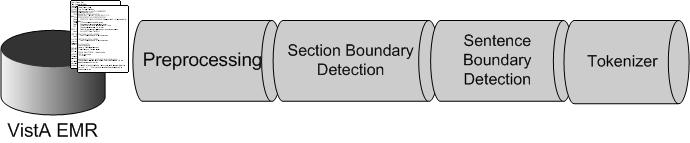 Preprocessing
Section Boundary
Detection
Sentence
Boundary
Detection
Tokenizer
VistA EMR